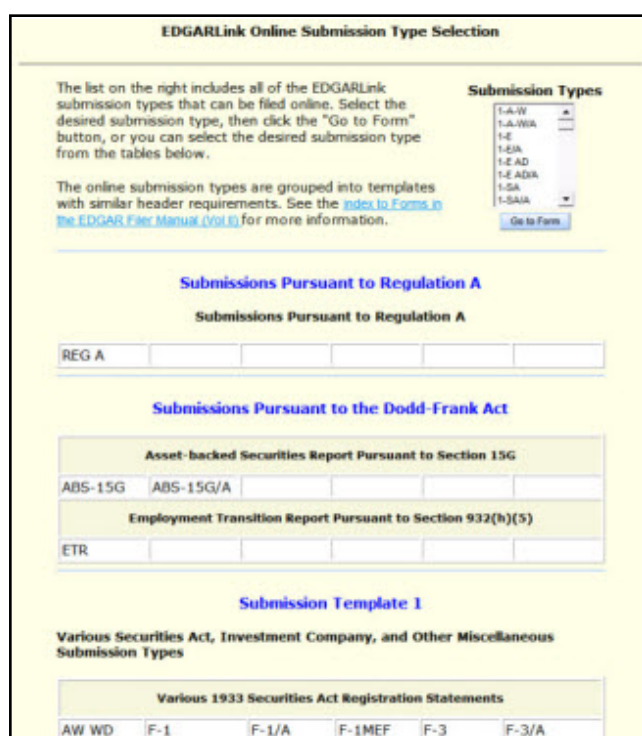 EDGARLink Online Submission Type Selection
The list on the right includes all of the EDGARLink
submission types that can be filed online. Select the
desired submission type, then click the "Go to Form"
button, or you can select the desired submission type
from the tables below.
The online submission types are grouped into templates
with similar header requirements. See the Index to Forms in
the EDGAR Filer Manual (Vol II) for more information.
Submission Types
1-A-W
1-A-W/A
1-E
1-E/A
1-E AD
1-E AD/A
1-SA
1-SA/A
Go to Form
Submissions Pursuant to Regulation A
Submissions Pursuant to Regulation A
REG A
Submissions Pursuant to the Dodd-Frank Act
Asset-backed Securities Report Pursuant to Section 15G
ABS-15G ABS-15G/A
Employment Transition Report Pursuant to Section 932(h)(5)
ETR
Submission Template 1
Various Securities Act, Investment Company, and Other Miscellaneous
Submission Types
Various 1933 Securities Act Registration Statements
AW WD F-1 F-1/A F-1MEF F-3 F-3/A